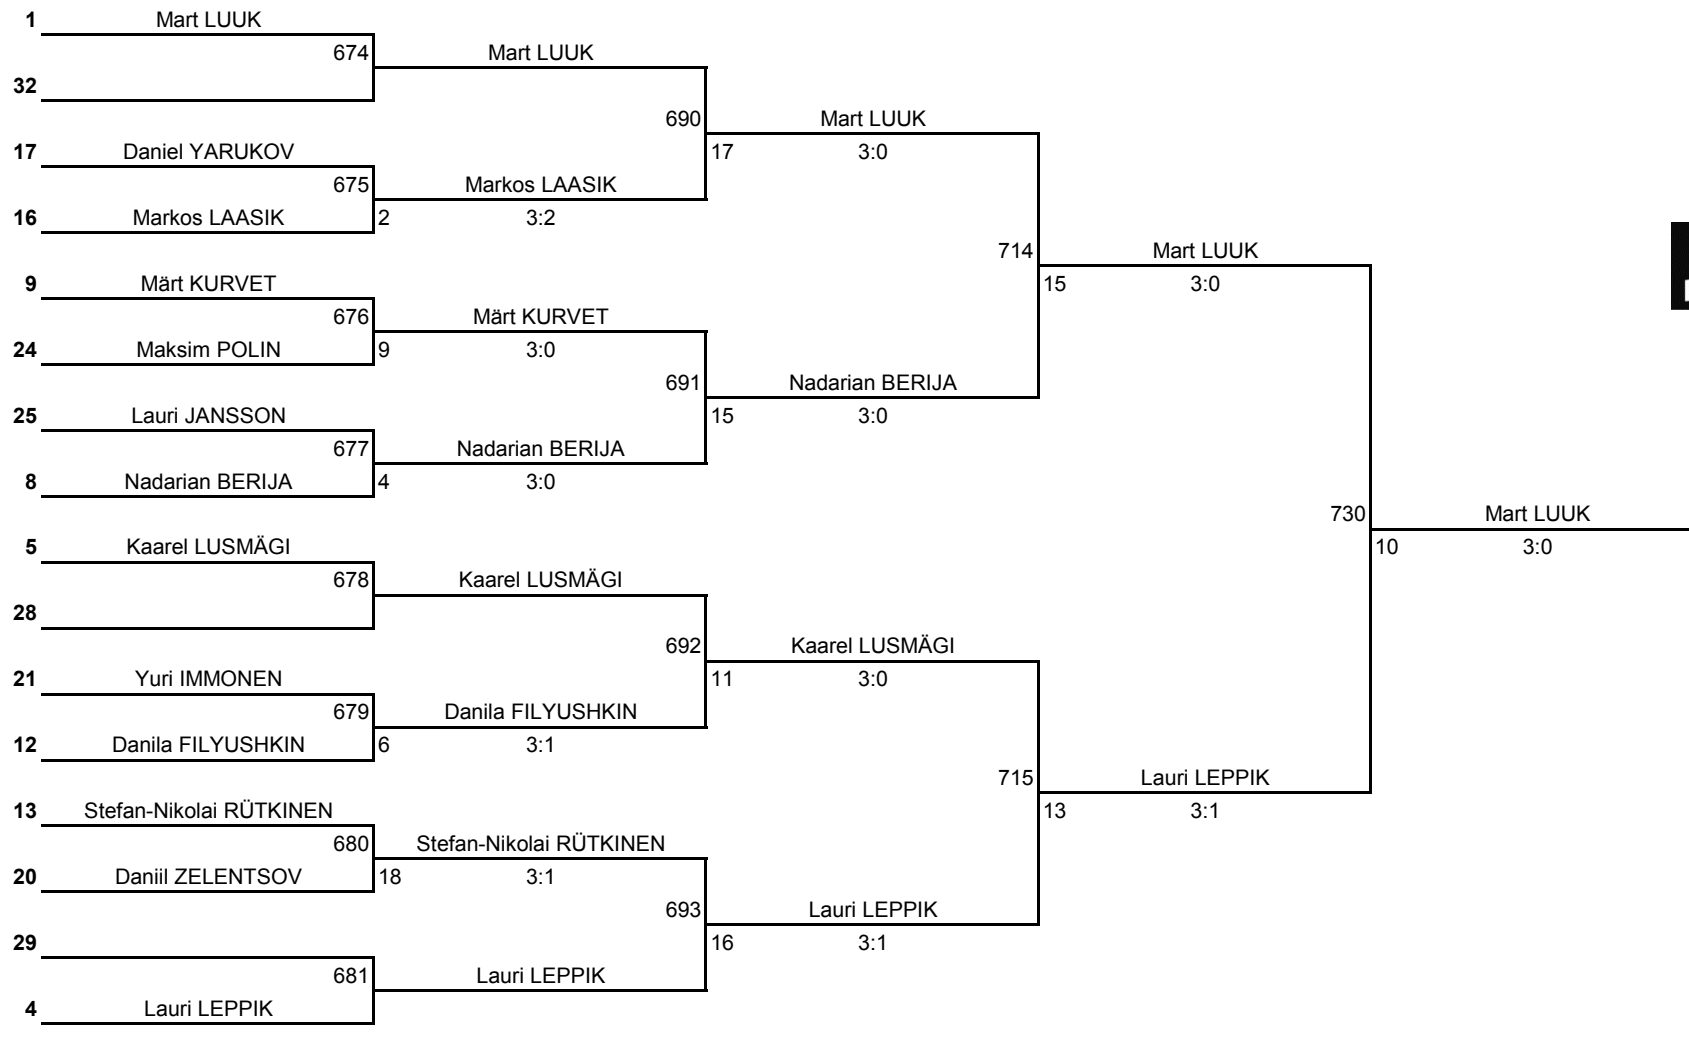 1 Mart LUUK
674 Mart LUUK
32
690 Mart LUUK
17 Daniel YARUKOV 17 3:0
675 Markos LAASIK
16 Markos LAASIK 2 3:2
714 Mart LUUK
9 Märt KURVET 15 3:0
676 Märt KURVET
24 Maksim POLIN 9 3:0
691 Nadarian BERIJA
25 Lauri JANSSON 15 3:0
677 Nadarian BERIJA
8 Nadarian BERIJA 4 3:0
730 Mart LUUK
5 Kaarel LUSMÄGI 10 3:0
678 Kaarel LUSMÄGI
28
692 Kaarel LUSMÄGI
21 Yuri IMMONEN 11 3:0
679 Danila FILYUSHKIN
12 Danila FILYUSHKIN 6 3:1
715 Lauri LEPPIK
13 Stefan-Nikolai RÜTKINEN 13 3:1
680 Stefan-Nikolai RÜTKINEN
20 Daniil ZELENTSOV 18 3:1
693 Lauri LEPPIK
29 16 3:1
681 Lauri LEPPIK
4 Lauri LEPPIK